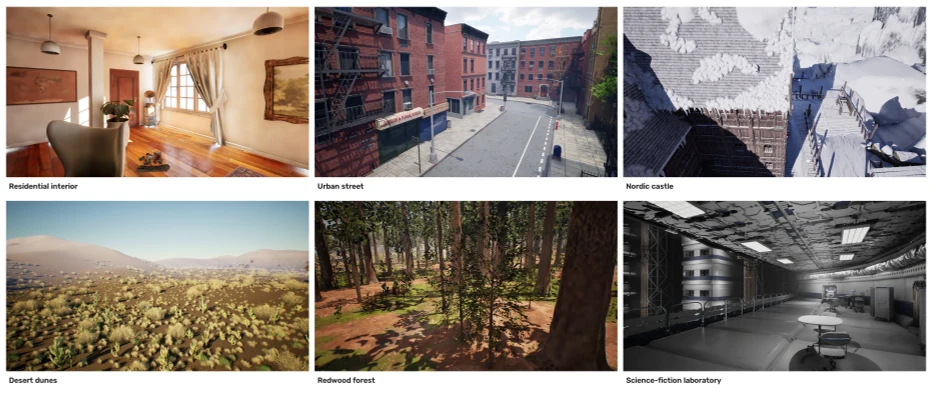 Residential interior
Urban street
Nordic castle
Desert dunes
Redwood forest
Science-fiction laboratory